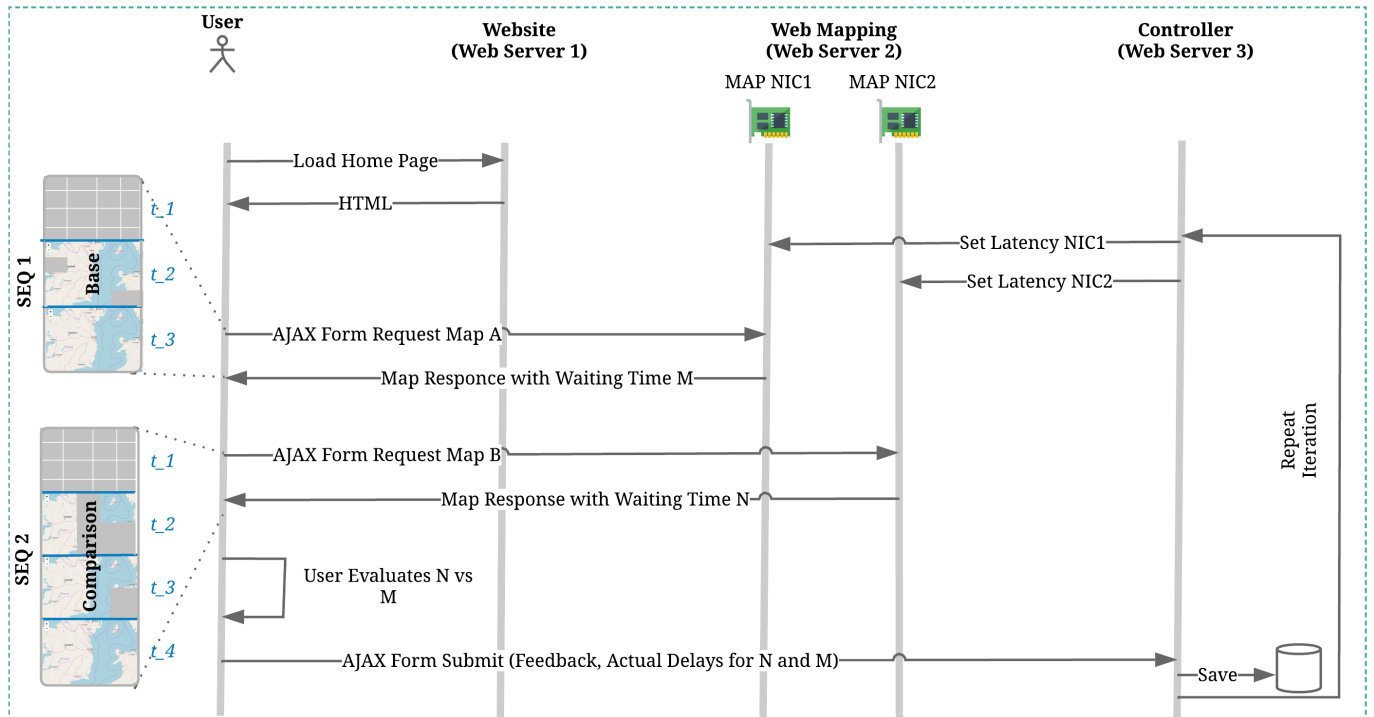 User
Website
(Web Server 1)
Web Mapping
(Web Server 2)
Controller
(Web Server 3)
MAP NIC1
MAP NIC2
Load Home Page
HTML
Set Latency NIC1
Set Latency NIC2
SEQ 1
Base
t_1
t_2
t_3
AJAX Form Request Map A
Map Responce with Waiting Time M
SEQ 2
Comparison
t_1
t_2
t_3
t_4
AJAX Form Request Map B
Map Response with Waiting Time N
User Evaluates N vs
M
AJAX Form Submit (Feedback, Actual Delays for N and M)
Save
Repeat
Iteration